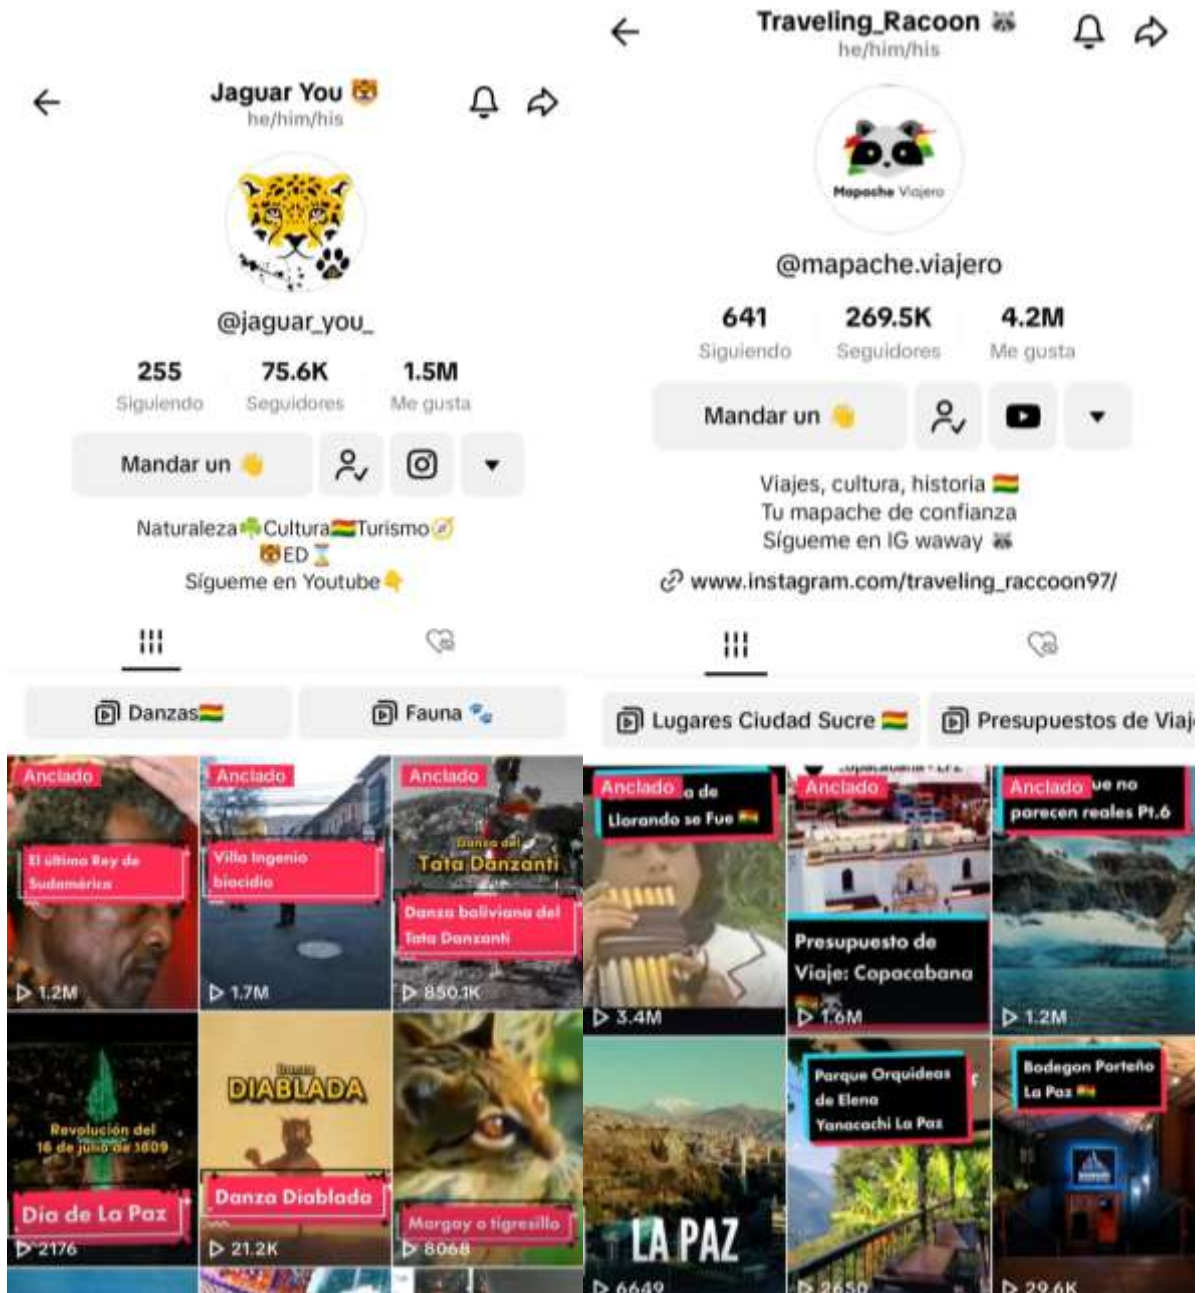 Jaguar You 🐯
he/him/his
@jaguar_you_
255
75.6K
1.5M
Siguiendo
Seguidores
Me gusta
Mandar un 👋
Naturaleza☘️Cultura🇧🇴Turismo🧭
🐯ED⌛
Sígueme en Youtube👇
Danzas🇧🇴
Fauna 🐾
Anclado
El último Rey de
Sudamérica
1.2M
Anclado
Villa Ingenio
biocidio
1.7M
Anclado
Danza del
Tata Danzanti
Danza boliviana del
Tata Danzanti
850.1K
Revolución del
16 de julio de 1809
Día de La Paz
2176
Danza
DIABLADA
Danza Diablada
21.2K
Margay o tigresillo
8068
Traveling_Racoon 🦝
he/him/his
Mapache Viajero
@mapache.viajero
641
269.5K
4.2M
Siguiendo
Seguidores
Me gusta
Mandar un 👋
Viajes, cultura, historia 🇧🇴
Tu mapache de confianza
Sígueme en IG waway 🦝
www.instagram.com/traveling_raccoon97/
Lugares Ciudad Sucre 🇧🇴
Presupuestos de Viaj
Anclado
a de
Llorando se Fue 🇧🇴
3.4M
Anclado
Presupuesto de
Viaje: Copacabana
🇧🇴🦝
1.6M
Anclado
ue no
parecen reales Pt.6
1.2M
LA PAZ
6649
Parque Orquideas
de Elena
Yanacachi La Paz
2650
Bodegon Porteño
La Paz 🇧🇴
29.6K